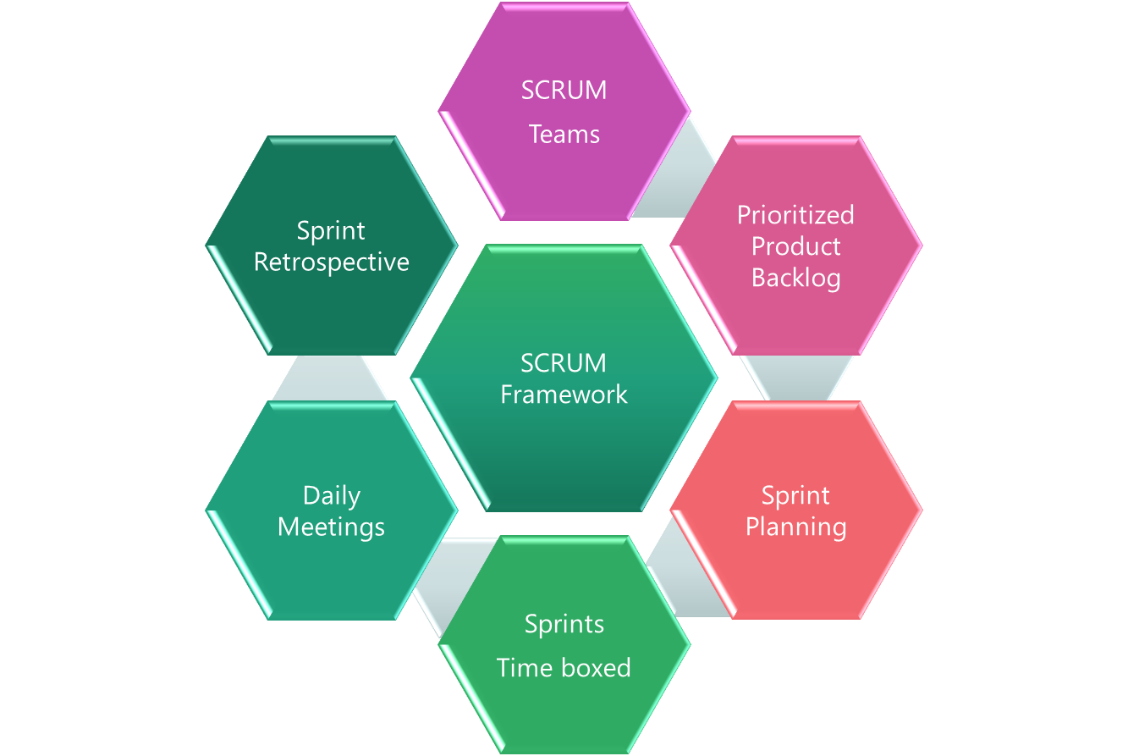 SCRUM
Teams
Prioritized
Product
Backlog
Sprint
Retrospective
SCRUM
Framework
Sprint
Planning
Daily
Meetings
Sprints
Time boxed